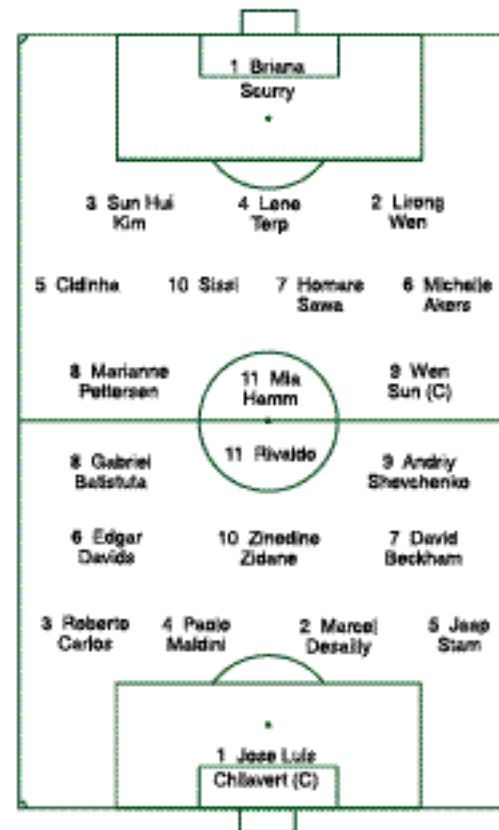 1 Briana
Scurry
3 Sun Hui
Kim
4 Lene
Terp
2 Lirong
Wen
5 Cidinha
10 Sissi
7 Homare
Sawa
6 Michelle
Akers
8 Marianne
Pettersen
11 Mia
Hamm
9 Wen
Sun (C)
8 Gabriel
Batistuta
11 Rivaldo
9 Andriy
Shevchenko
6 Edgar
Davids
10 Zinedine
Zidane
7 David
Beckham
3 Roberto
Carlos
4 Paolo
Maldini
2 Marcel
Desailly
5 Jaap
Stam
1 Jose Luis
Chilavert (C)